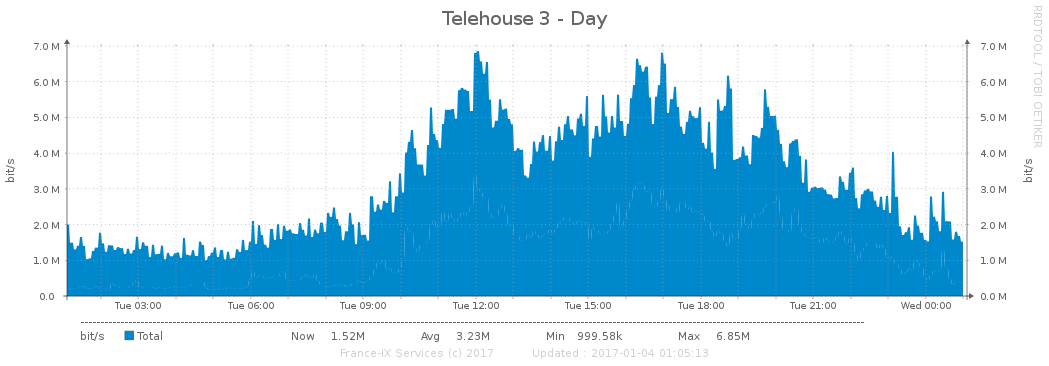 Telehouse 3 - Day
RRDTOOL / TOBI OETIKER
bit/s
bit/s
7.0 M 7.0 M
6.0 M 6.0 M
5.0 M 5.0 M
4.0 M 4.0 M
3.0 M 3.0 M
2.0 M 2.0 M
1.0 M 1.0 M
0.0 0.0 M
Tue 03:00 Tue 06:00 Tue 09:00 Tue 12:00 Tue 15:00 Tue 18:00 Tue 21:00 Wed 00:00
bit/s Total Now 1.52M Avg 3.23M Min 999.58k Max 6.85M
France-IX Services (c) 2017 Updated : 2017-01-04 01:05:13